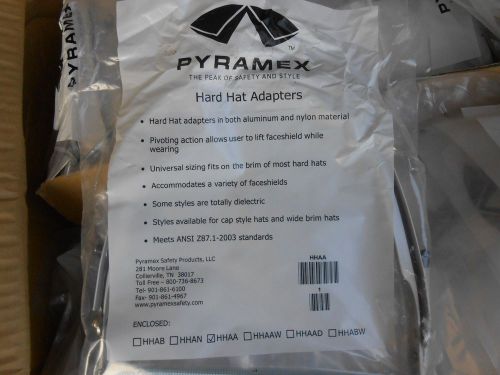 PYRAMEX
TM
THE PEAK OF SAFETY AND STYLE
Hard Hat Adapters
• Hard Hat adapters in both aluminum and nylon material
• Pivoting action allows user to lift faceshield while
wearing
• Universal sizing fits on the brim of most hard hats
• Accommodates a variety of faceshields
• Some styles are totally dielectric
• Styles available for cap style hats and wide brim hats
• Meets ANSI Z87.1-2003 standards
Pyramex Safety Products, LLC
281 Moore Lane
Collierville, TN 38017
Toll Free – 800-736-8673
Tel- 901-861-6100
Fax- 901-861-4967
www.pyramexsafety.com
HHAA
1
ENCLOSED:
☐HHAB ☐HHAN ☑HHAA ☐HHAAW ☐HHAAD ☐HHABW